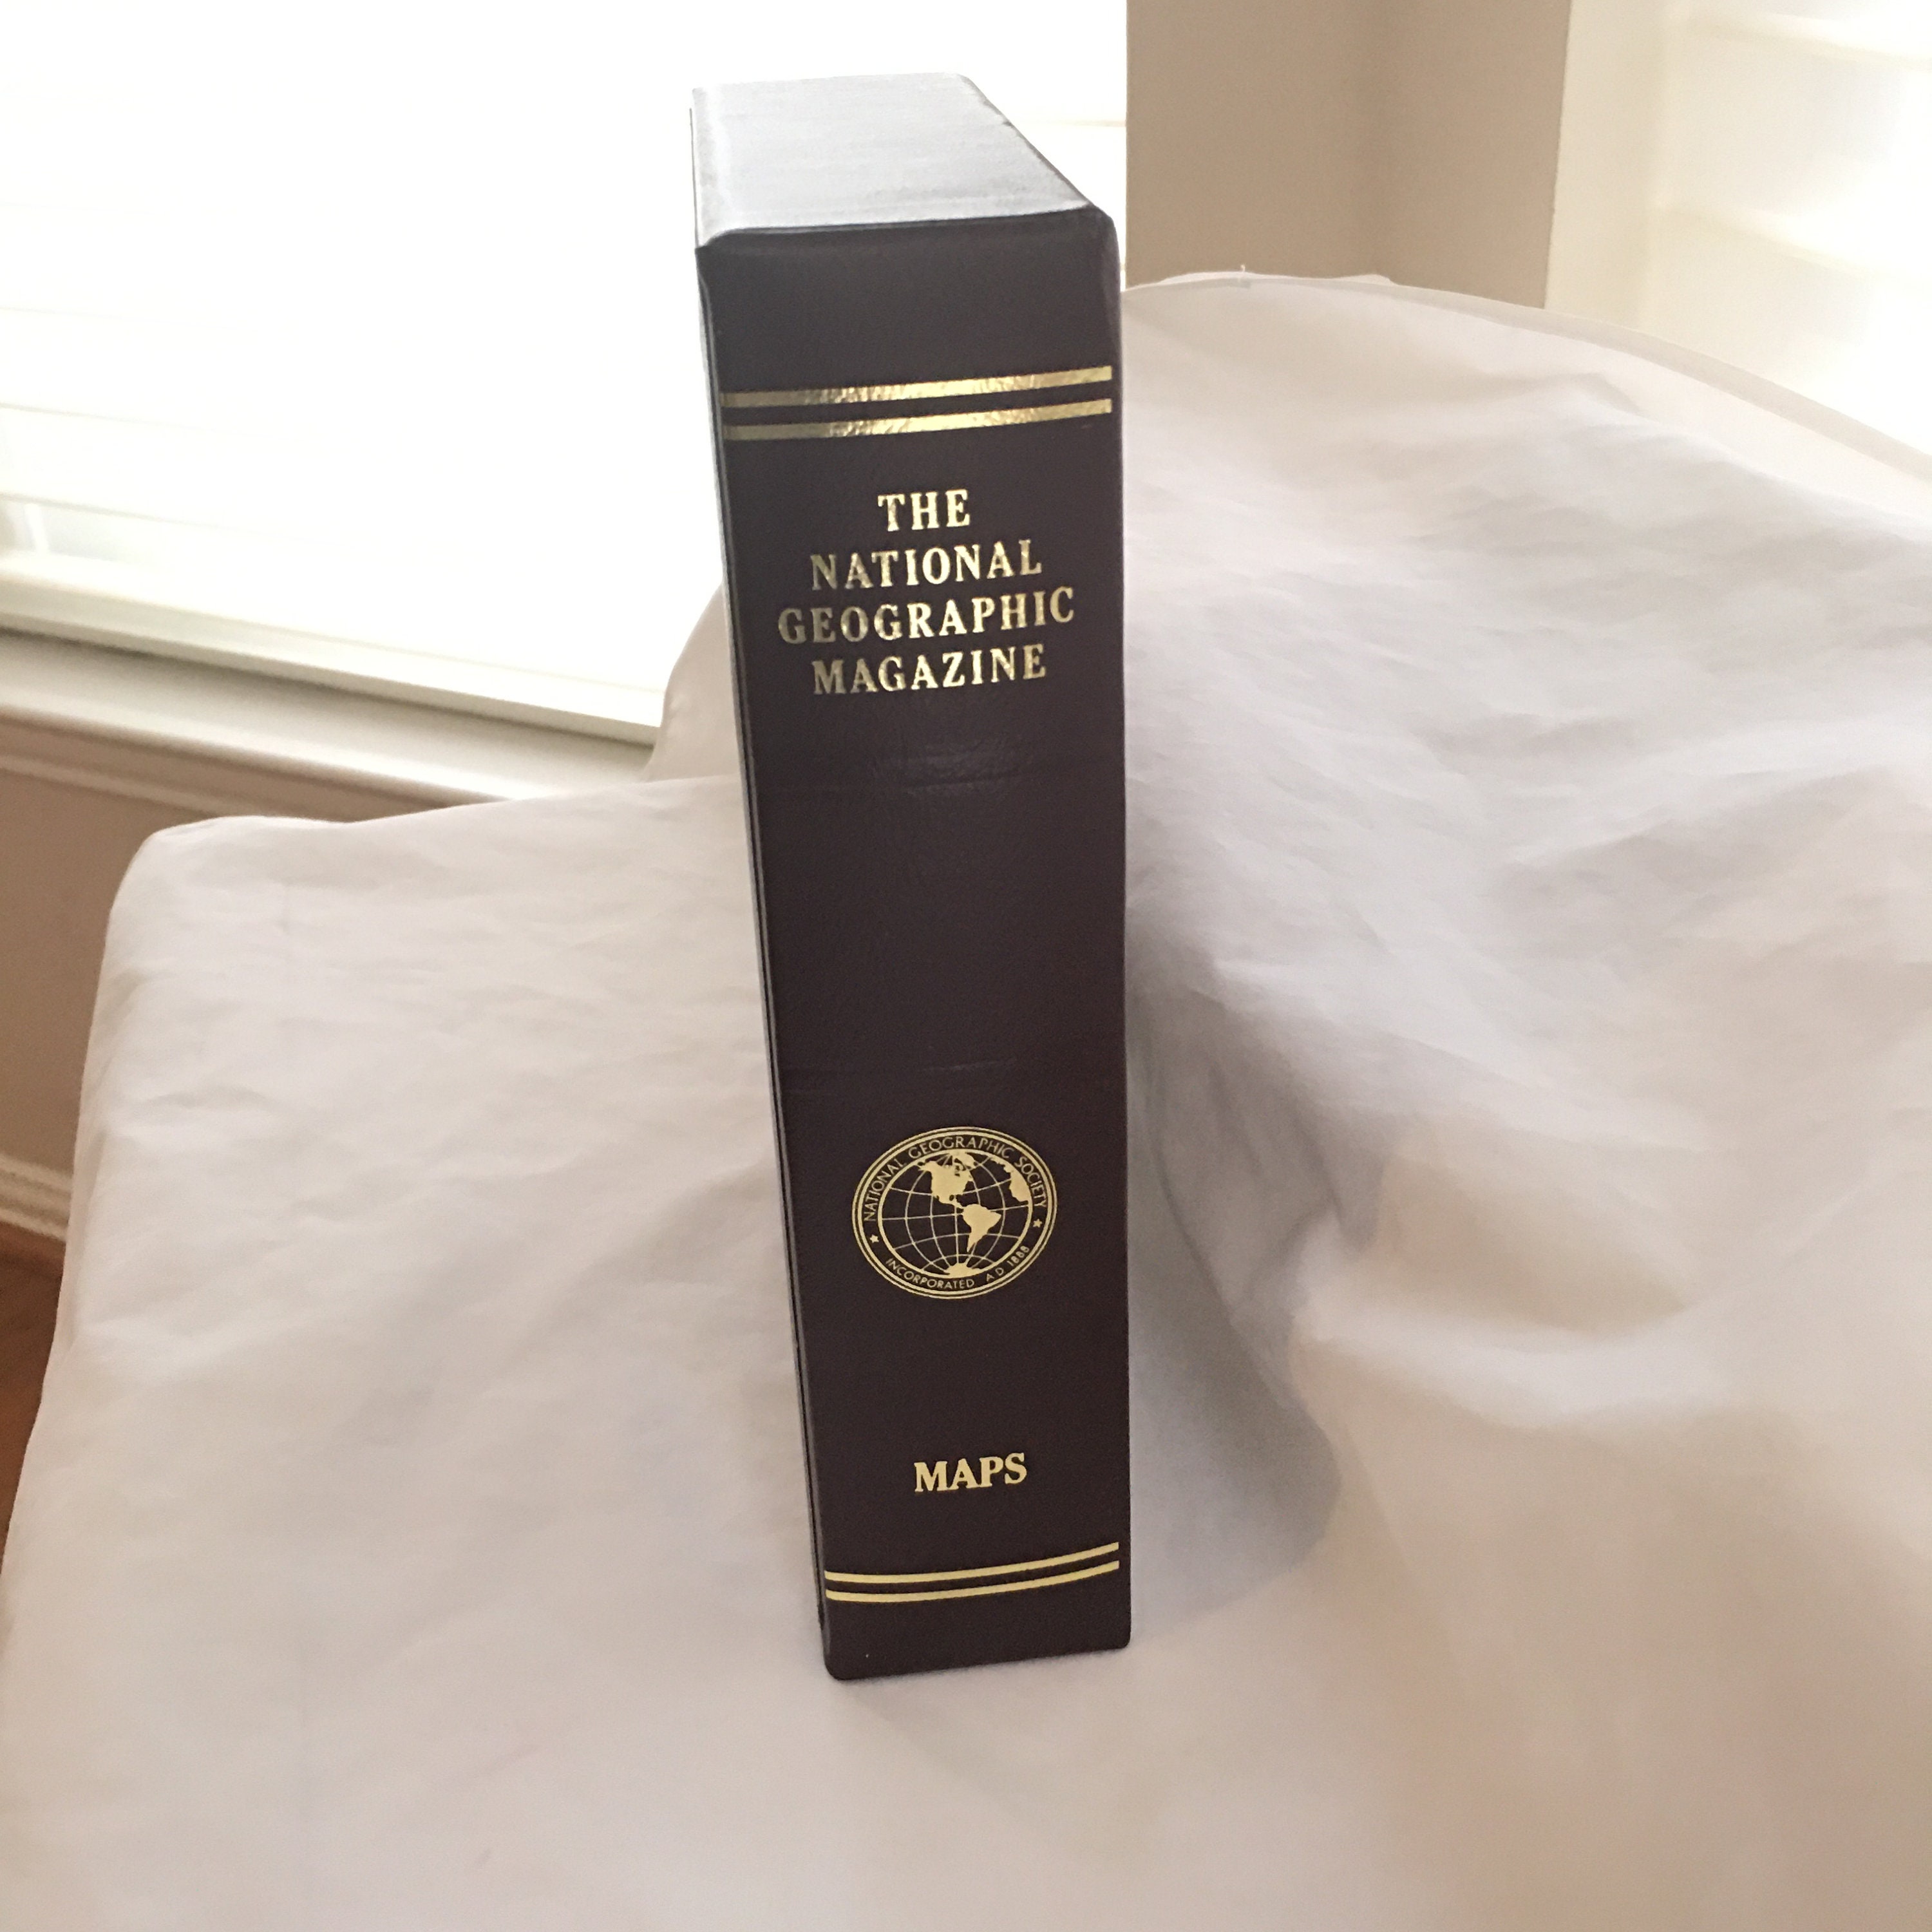 THE
NATIONAL
GEOGRAPHIC
MAGAZINE
NATIONAL GEOGRAPHIC SOCIETY
INCORPORATED A D 1888
MAPS